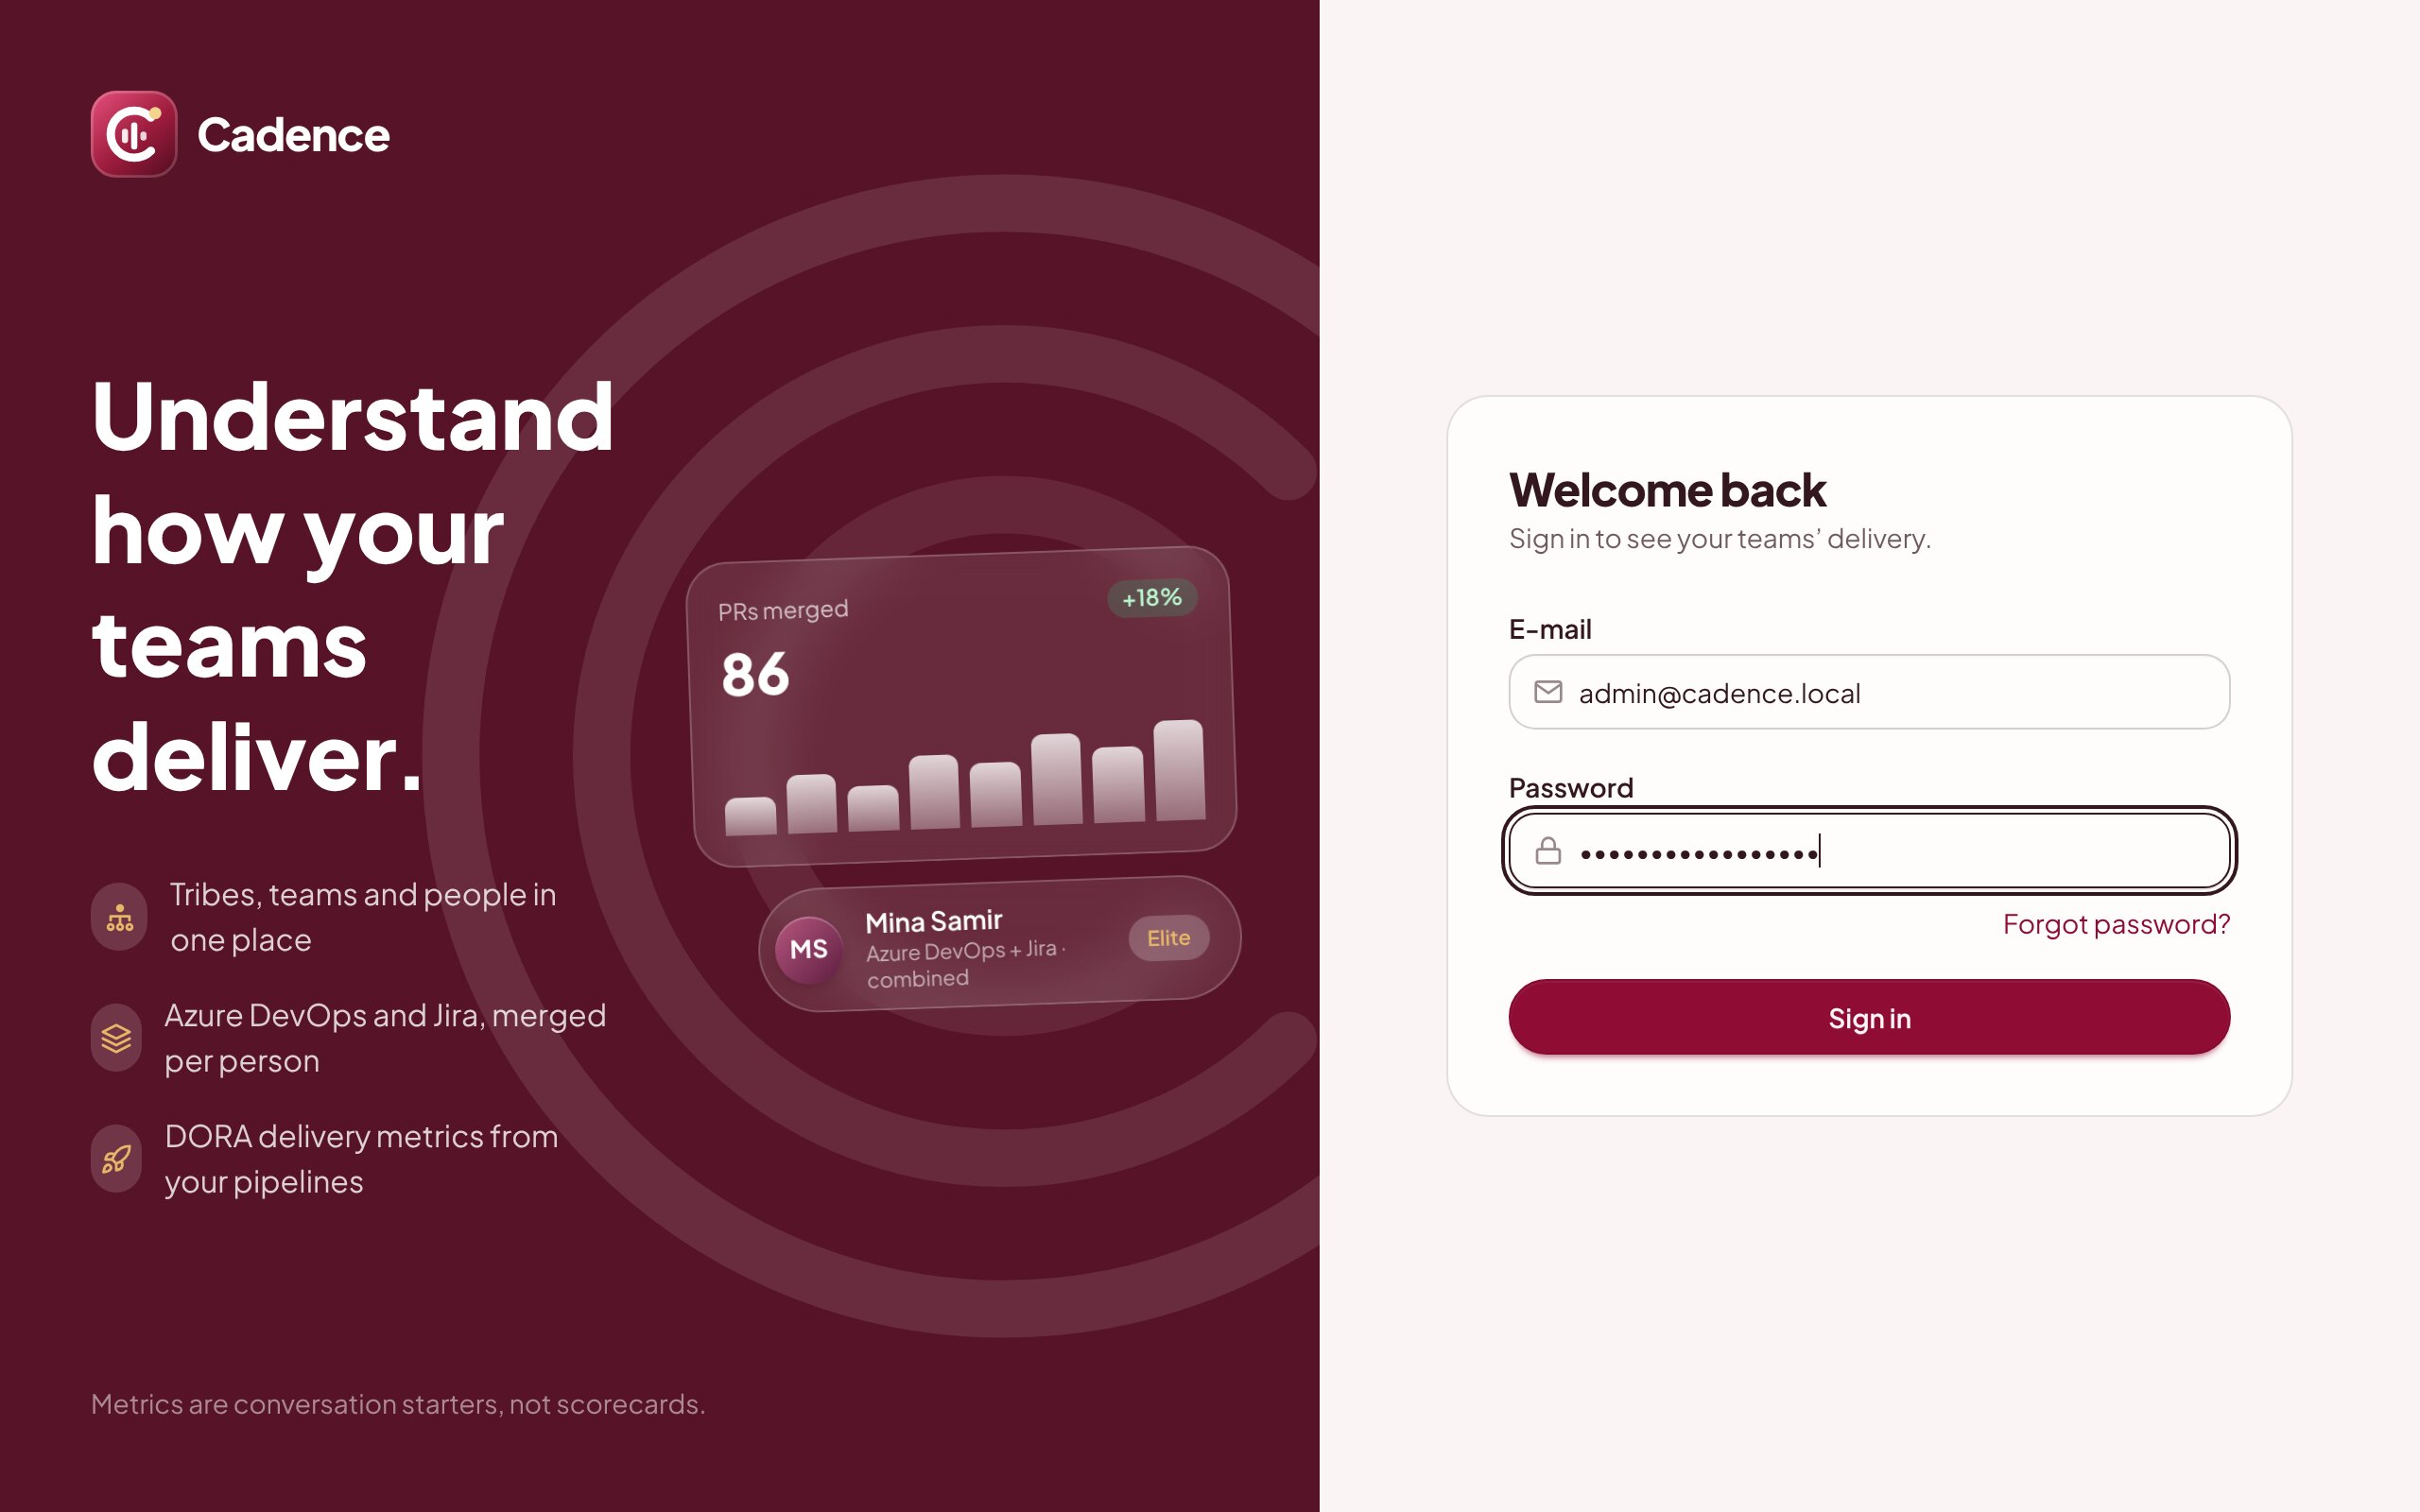 Cadence
Understand
how your
teams
deliver.
Tribes, teams and people in
one place
Azure DevOps and Jira, merged
per person
DORA delivery metrics from
your pipelines
Metrics are conversation starters, not scorecards.
PRs merged
+18%
86
MS
Mina Samir
Azure DevOps + Jira ·
combined
Elite
Welcome back
Sign in to see your teams’ delivery.
E-mail
admin@cadence.local
Password
•••••••••••••••••
Forgot password?
Sign in